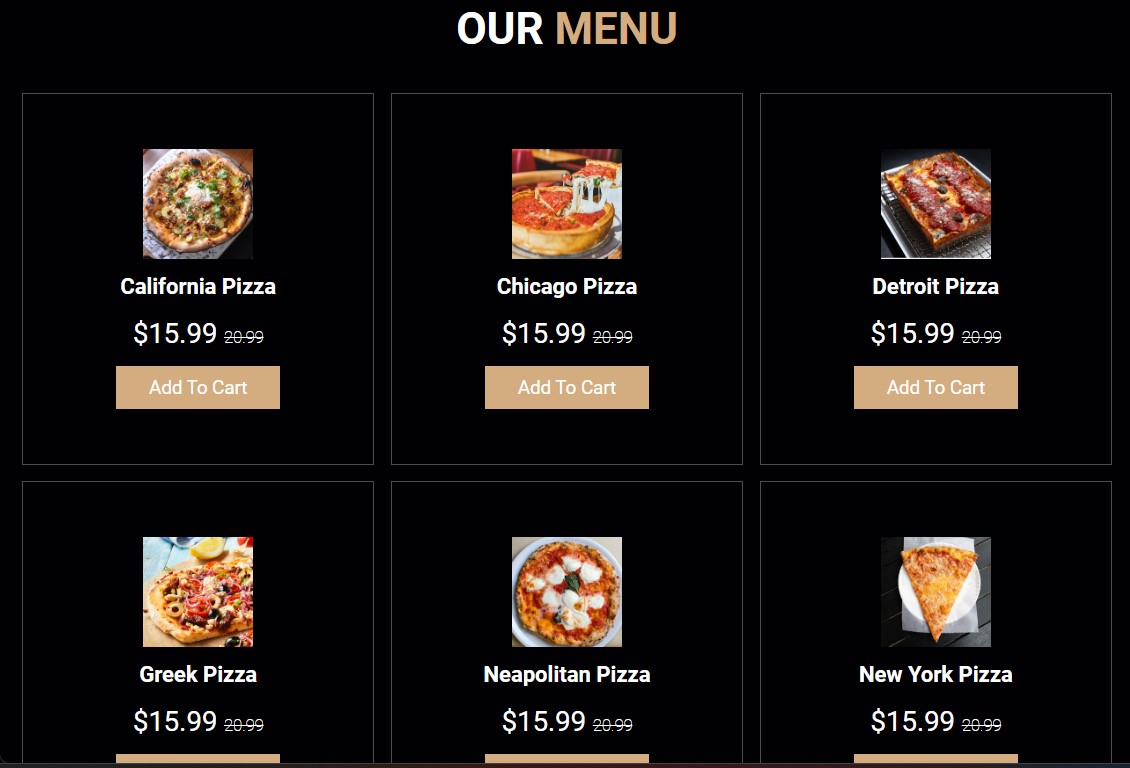 OUR MENU
California Pizza
$15.99 20.99
Add To Cart
Chicago Pizza
$15.99 20.99
Add To Cart
Detroit Pizza
$15.99 20.99
Add To Cart
Greek Pizza
$15.99 20.99
Neapolitan Pizza
$15.99 20.99
New York Pizza
$15.99 20.99